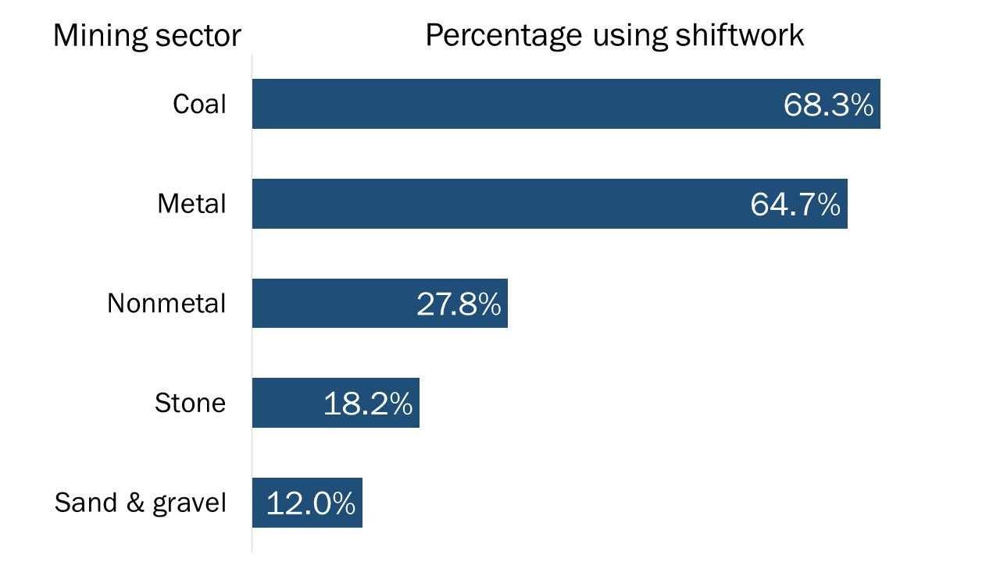 Mining sector Percentage using shiftwork
Coal 68.3%
Metal 64.7%
Nonmetal 27.8%
Stone 18.2%
Sand & gravel 12.0%